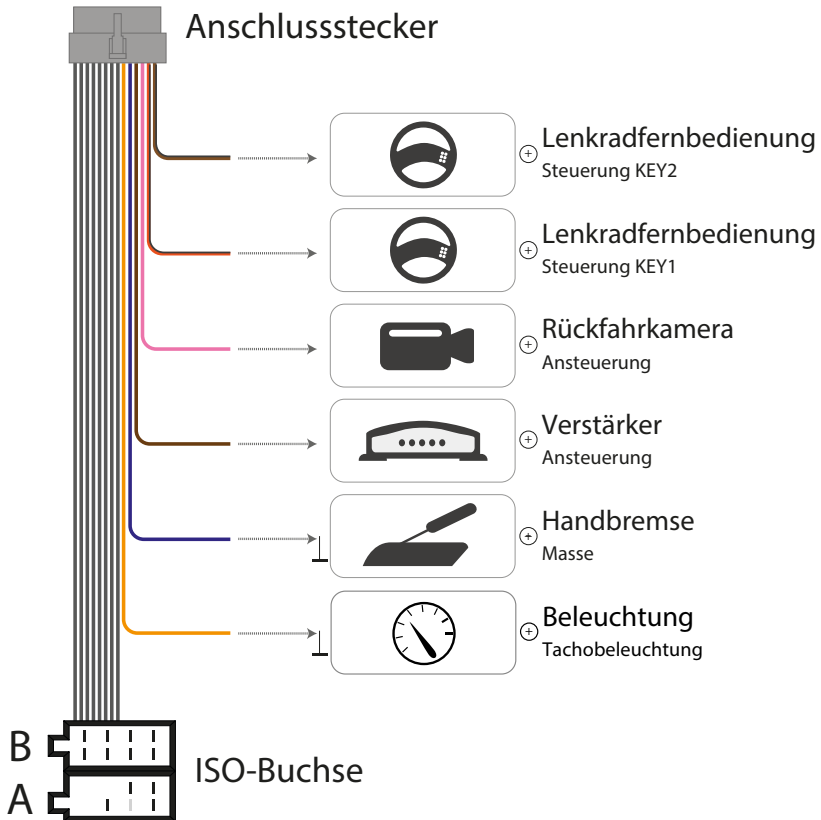 Anschlussstecker
Lenkradfernbedienung
Steuerung KEY2
Lenkradfernbedienung
Steuerung KEY1
Rückfahrkamera
Ansteuerung
Verstärker
Ansteuerung
Handbremse
Masse
Beleuchtung
Tachobeleuchtung
B
ISO-Buchse
A